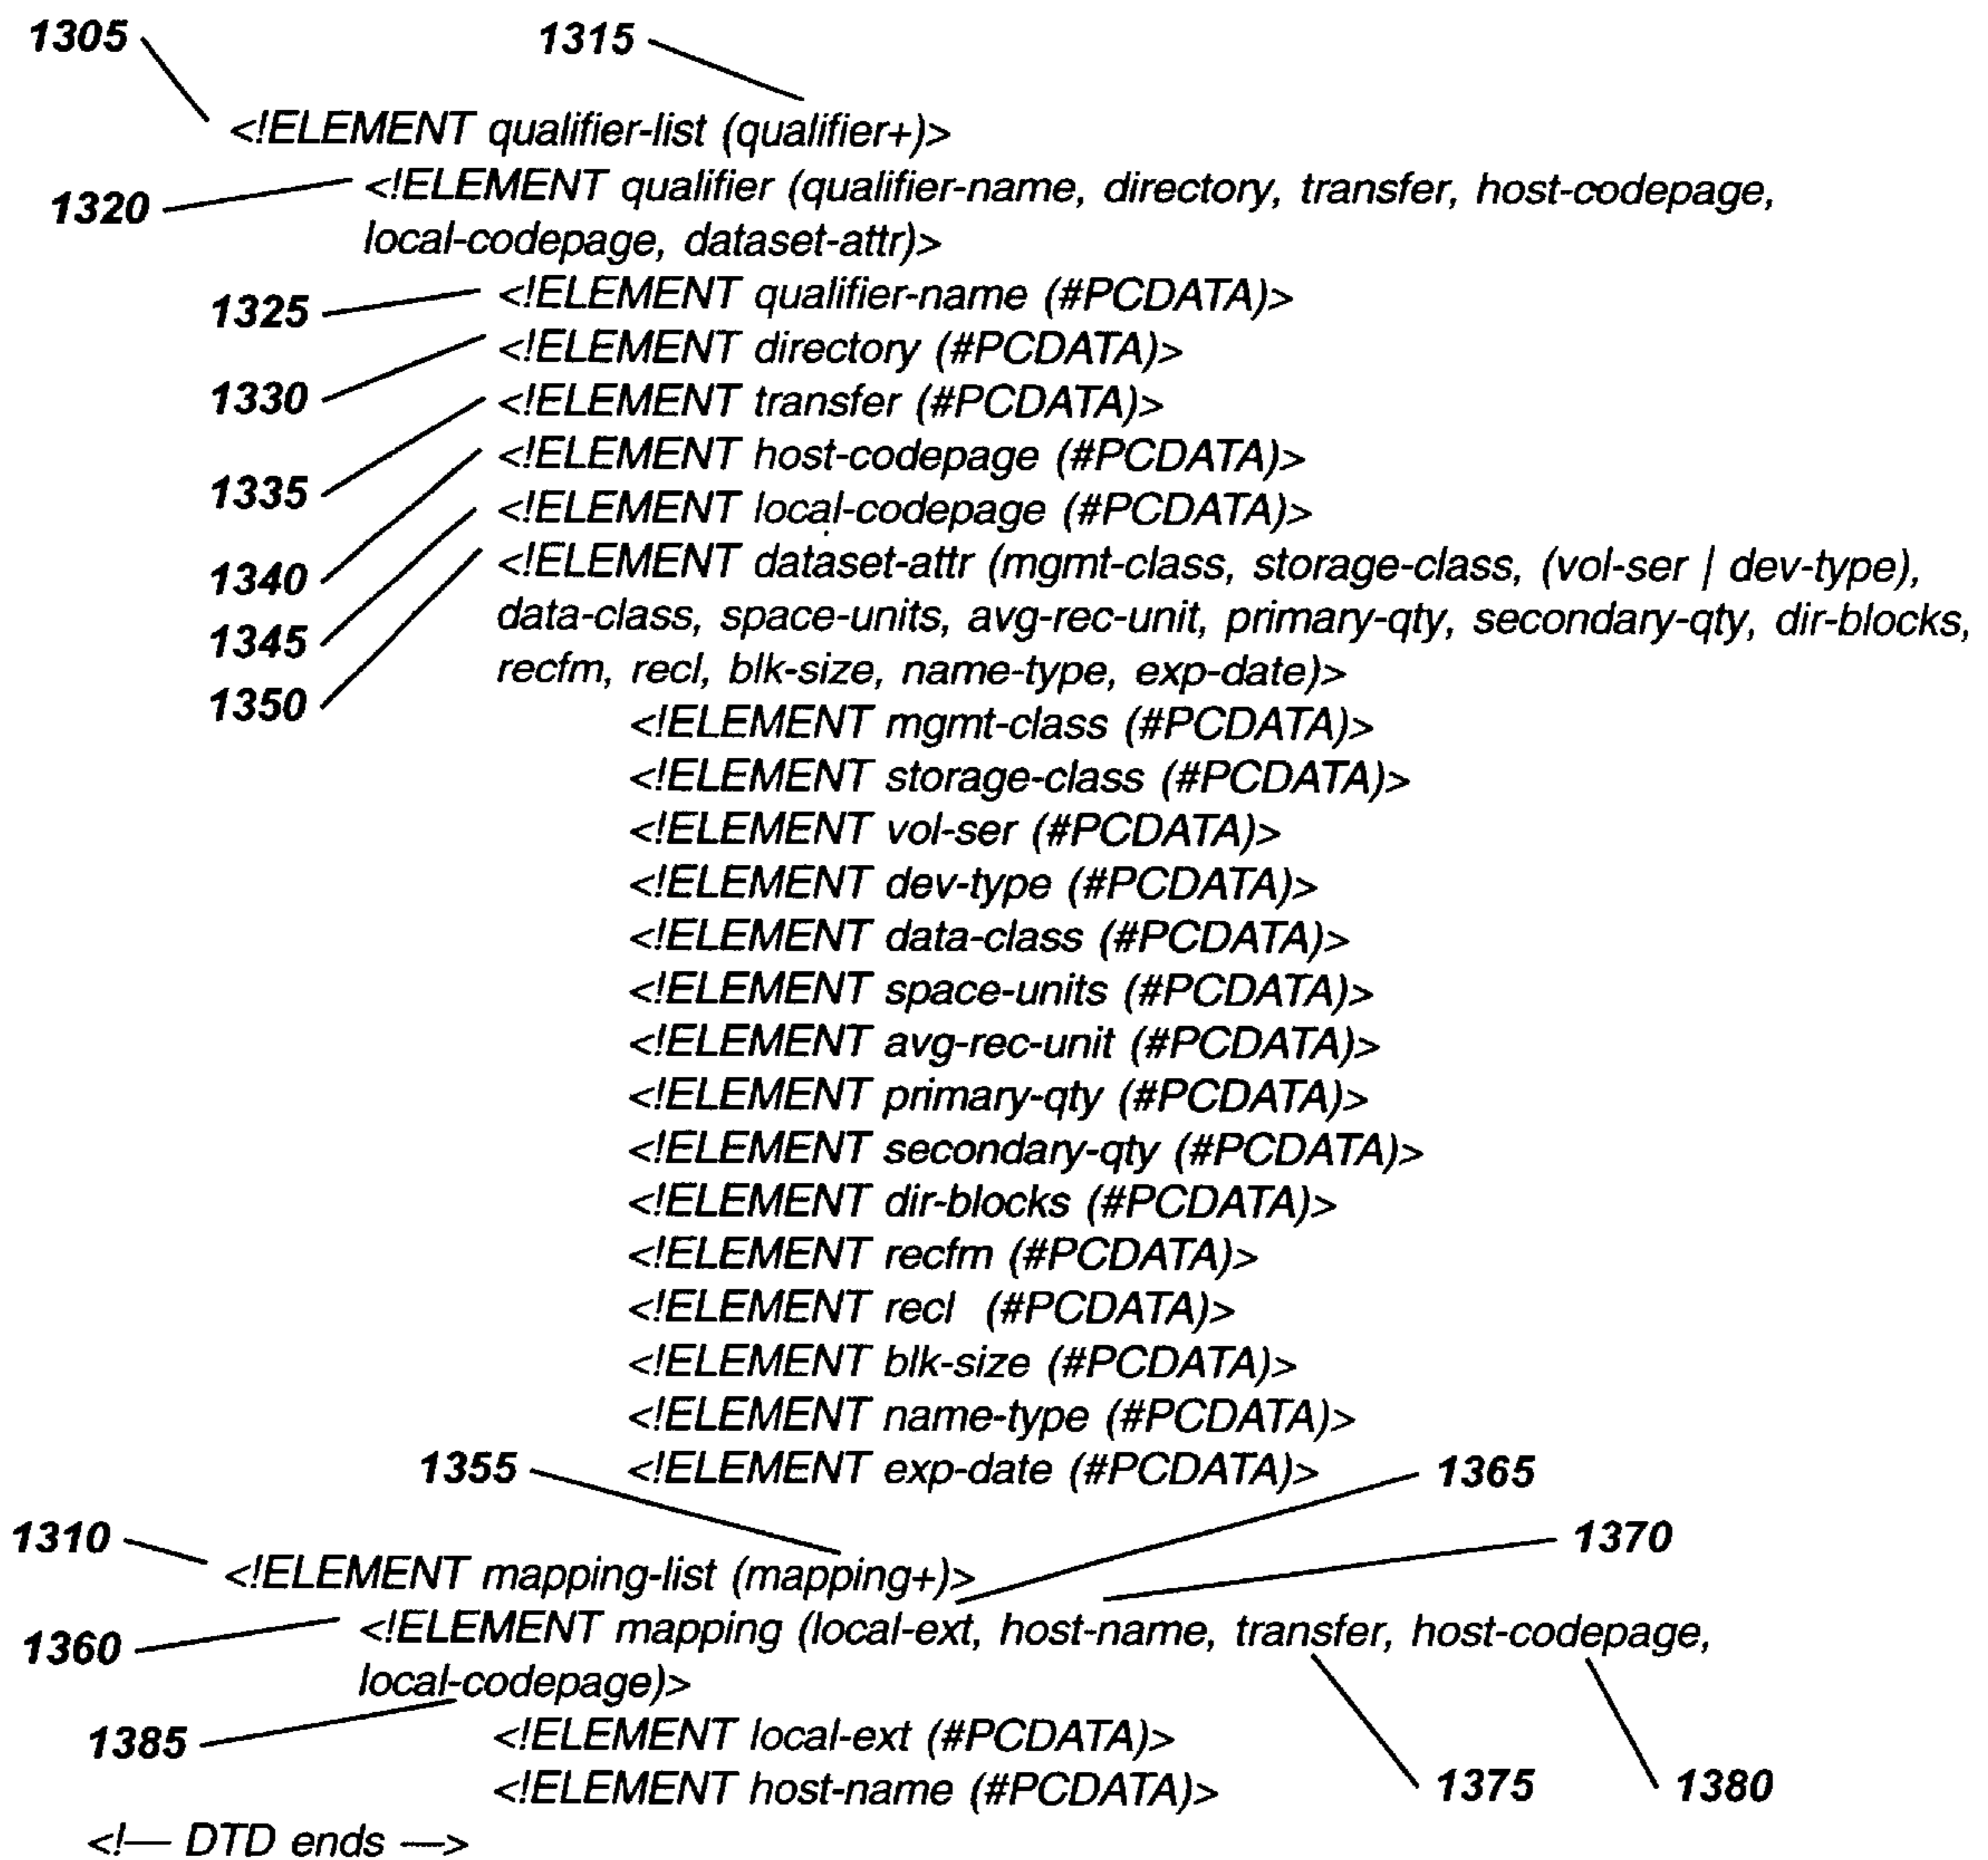 1305 1315
<!ELEMENT qualifier-list (qualifier+)>
1320 <!ELEMENT qualifier (qualifier-name, directory, transfer, host-codepage,
local-codepage, dataset-attr)>
1325 <!ELEMENT qualifier-name (#PCDATA)>
<!ELEMENT directory (#PCDATA)>
1330 <!ELEMENT transfer (#PCDATA)>
<!ELEMENT host-codepage (#PCDATA)>
1335 <!ELEMENT local-codepage (#PCDATA)>
1340 <!ELEMENT dataset-attr (mgmt-class, storage-class, (vol-ser | dev-type),
1345 data-class, space-units, avg-rec-unit, primary-qty, secondary-qty, dir-blocks,
recfm, recl, blk-size, name-type, exp-date)>
1350 <!ELEMENT mgmt-class (#PCDATA)>
<!ELEMENT storage-class (#PCDATA)>
<!ELEMENT vol-ser (#PCDATA)>
<!ELEMENT dev-type (#PCDATA)>
<!ELEMENT data-class (#PCDATA)>
<!ELEMENT space-units (#PCDATA)>
<!ELEMENT avg-rec-unit (#PCDATA)>
<!ELEMENT primary-qty (#PCDATA)>
<!ELEMENT secondary-qty (#PCDATA)>
<!ELEMENT dir-blocks (#PCDATA)>
<!ELEMENT recfm (#PCDATA)>
<!ELEMENT recl (#PCDATA)>
<!ELEMENT blk-size (#PCDATA)>
<!ELEMENT name-type (#PCDATA)>
1355 <!ELEMENT exp-date (#PCDATA)> 1365
1310 1370
<!ELEMENT mapping-list (mapping+)>
1360 <!ELEMENT mapping (local-ext, host-name, transfer, host-codepage,
local-codepage)>
1385 <!ELEMENT local-ext (#PCDATA)>
<!ELEMENT host-name (#PCDATA)> 1375 1380
<!— DTD ends —>